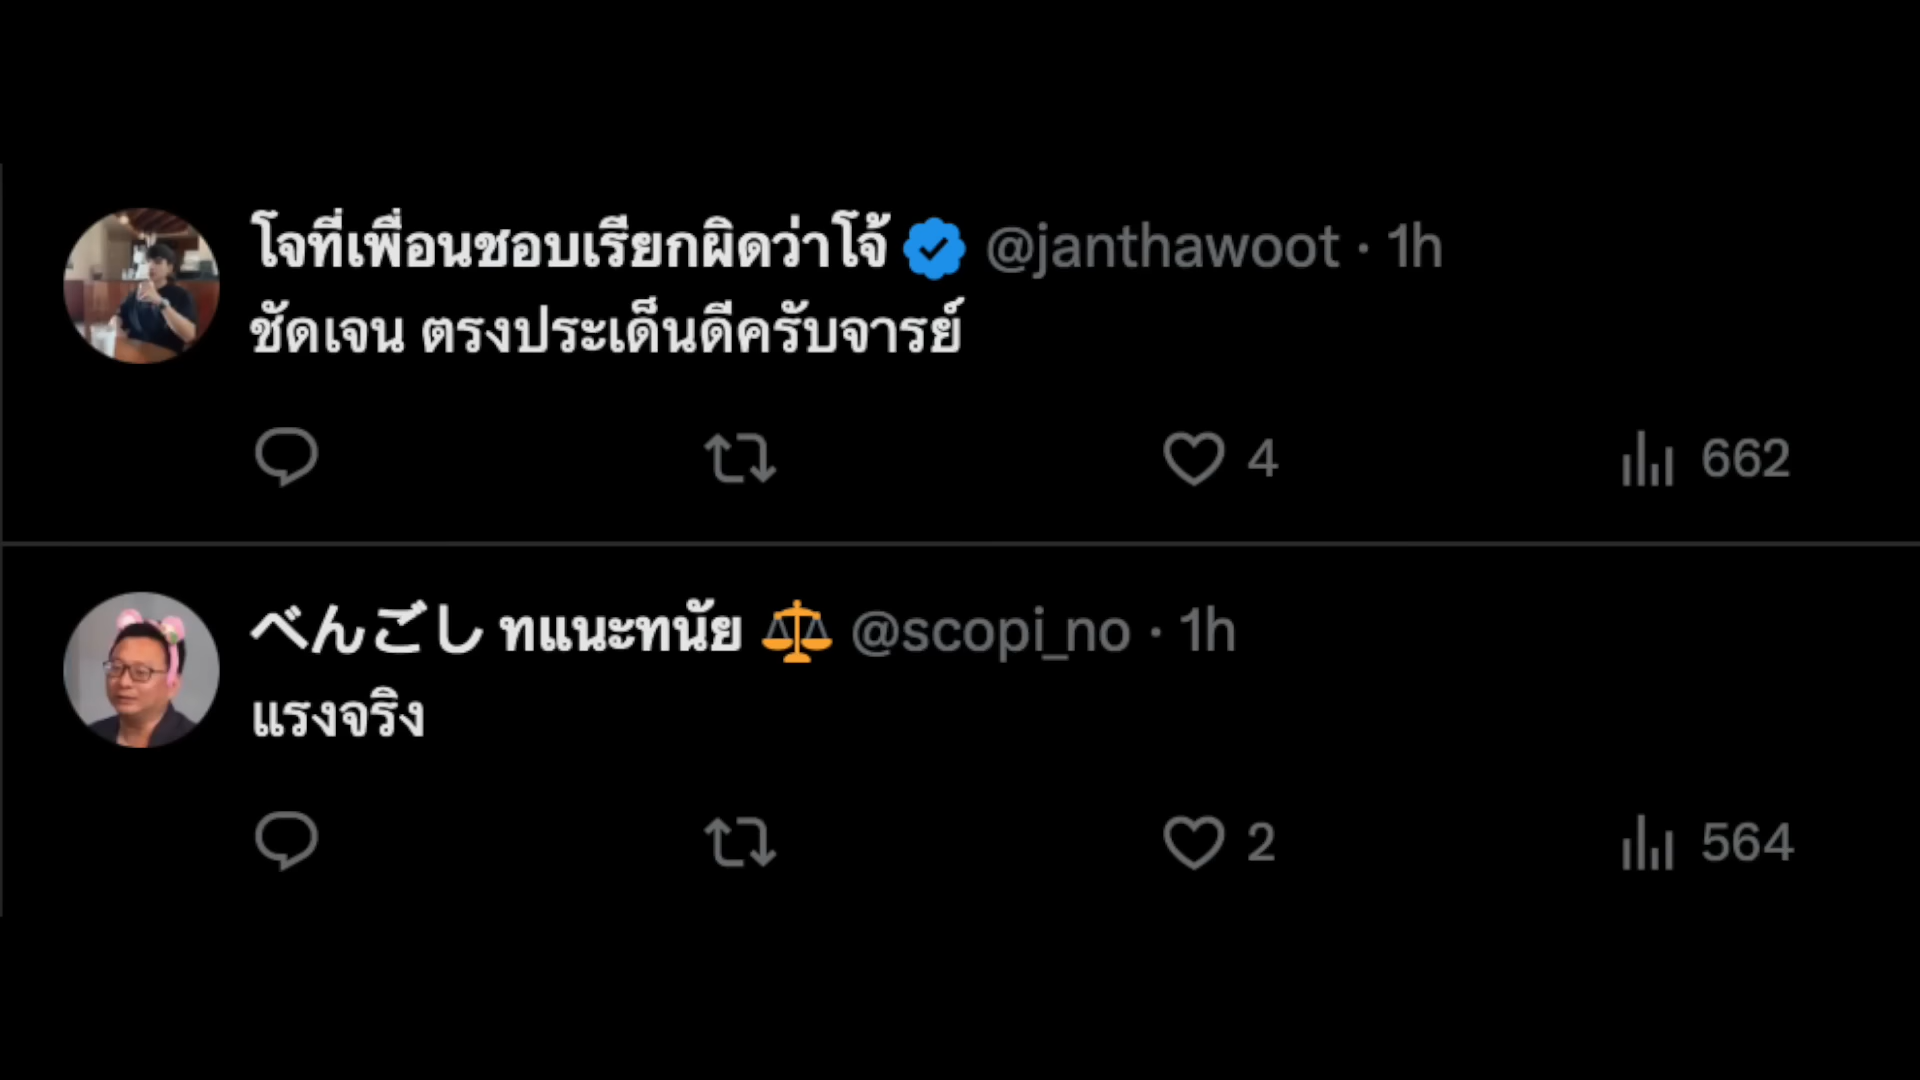 โจที่เพื่อนชอบเรียกผิดว่าโจ้ @janthawoot · 1h
ชัดเจน ตรงประเด็นดีครับจารย์
4 662
べんごし ทแนะทนัย ⚖️ @scopi_no · 1h
แรงจริง
2 564